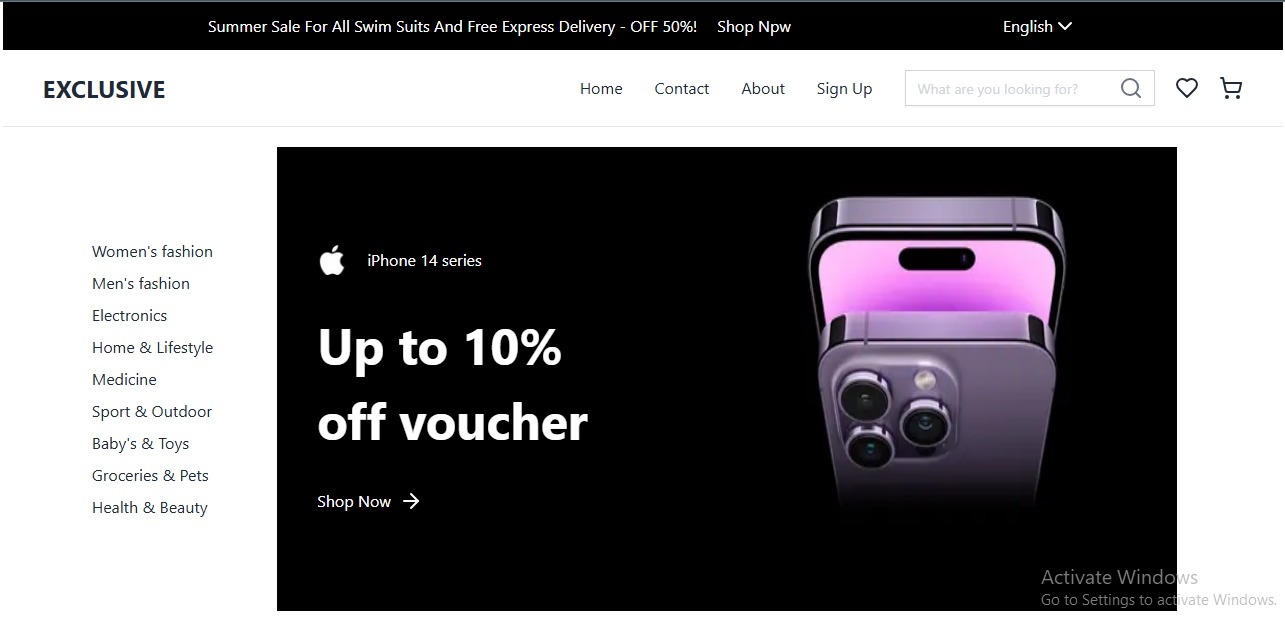 Summer Sale For All Swim Suits And Free Express Delivery - OFF 50%! Shop Npw English
EXCLUSIVE Home Contact About Sign Up What are you looking for?
Women's fashion
Men's fashion
Electronics
Home & Lifestyle
Medicine
Sport & Outdoor
Baby's & Toys
Groceries & Pets
Health & Beauty
iPhone 14 series
Up to 10%
off voucher
Shop Now
Activate Windows
Go to Settings to activate Windows.